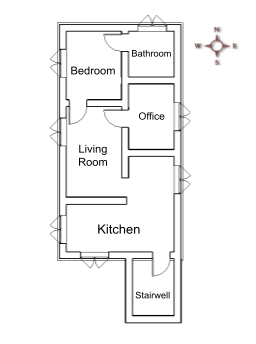 N
W E
S
Bathroom
Bedroom
Office
Living
Room
Kitchen
Stairwell